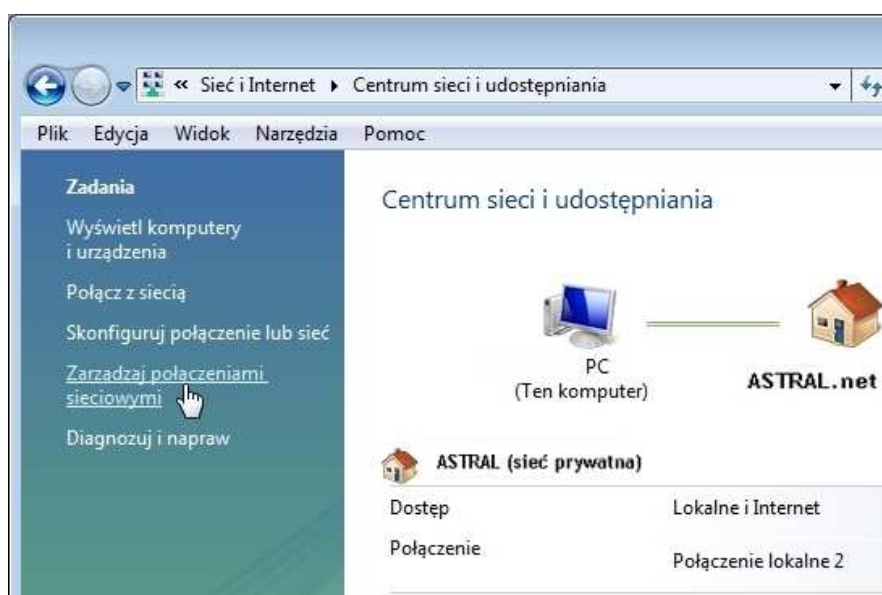 « Sieć i Internet Centrum sieci i udostępniania
Plik Edycja Widok Narzędzia Pomoc
Zadania
Wyświetl komputery
i urządzenia
Połącz z siecią
Skonfiguruj połączenie lub sieć
Zarzadzaj połaczeniami
sieciowymi
Diagnozuj i napraw
Centrum sieci i udostępniania
PC
(Ten komputer)
ASTRAL.net
ASTRAL (sieć prywatna)
Dostęp Lokalne i Internet
Połączenie Połączenie lokalne 2